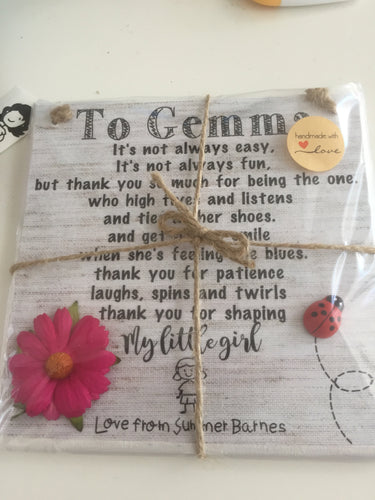 To Gemma
handmade with
love
It's not always easy,
It's not always fun,
but thank you so much for being the one.
who high fives and listens
and ties her shoes.
and get smile
when she's feeling the blues.
thank you for patience
laughs, spins and twirls
thank you for shaping
My little girl
Love from Summer Barnes